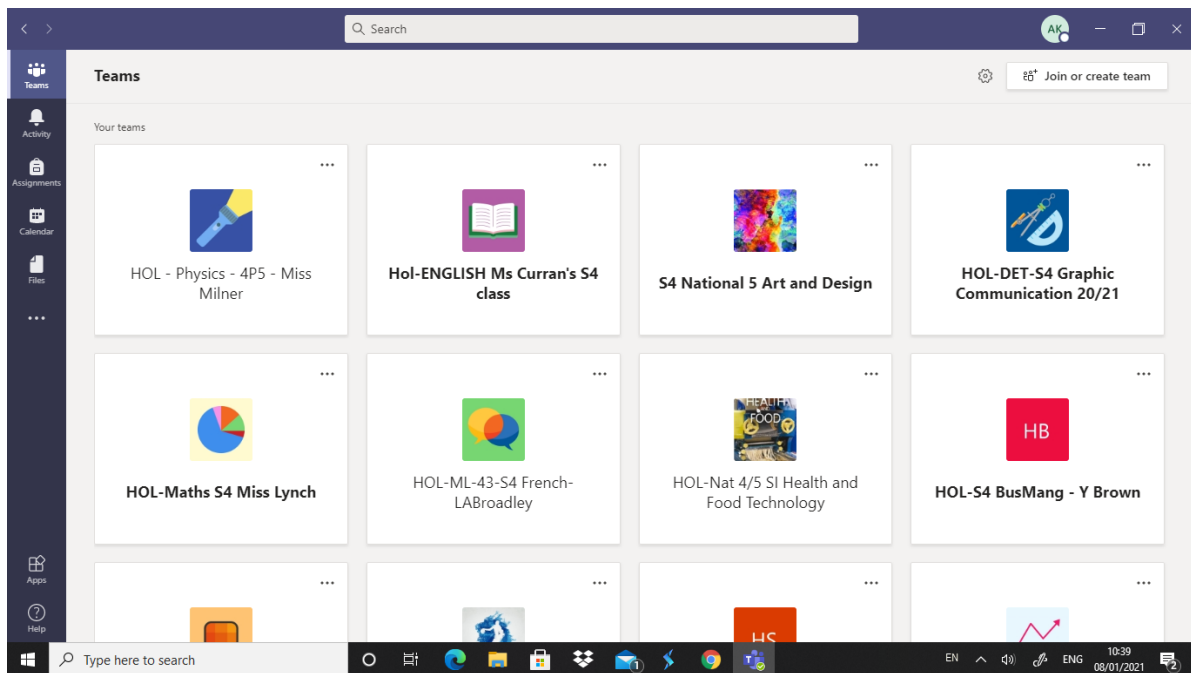 Search
AK
Teams
Teams
Join or create team
Activity
Your teams
Assignments
Calendar
Files
HOL - Physics - 4P5 - Miss
Milner
Hol-ENGLISH Ms Curran's S4
class
S4 National 5 Art and Design
HOL-DET-S4 Graphic
Communication 20/21
HOL-Maths S4 Miss Lynch
HOL-ML-43-S4 French-
LABroadley
HEALTH
FOOD
HOL-Nat 4/5 SI Health and
Food Technology
HB
HOL-S4 BusMang - Y Brown
Apps
Help
HS
Type here to search
1
EN
ENG
10:39
08/01/2021
2